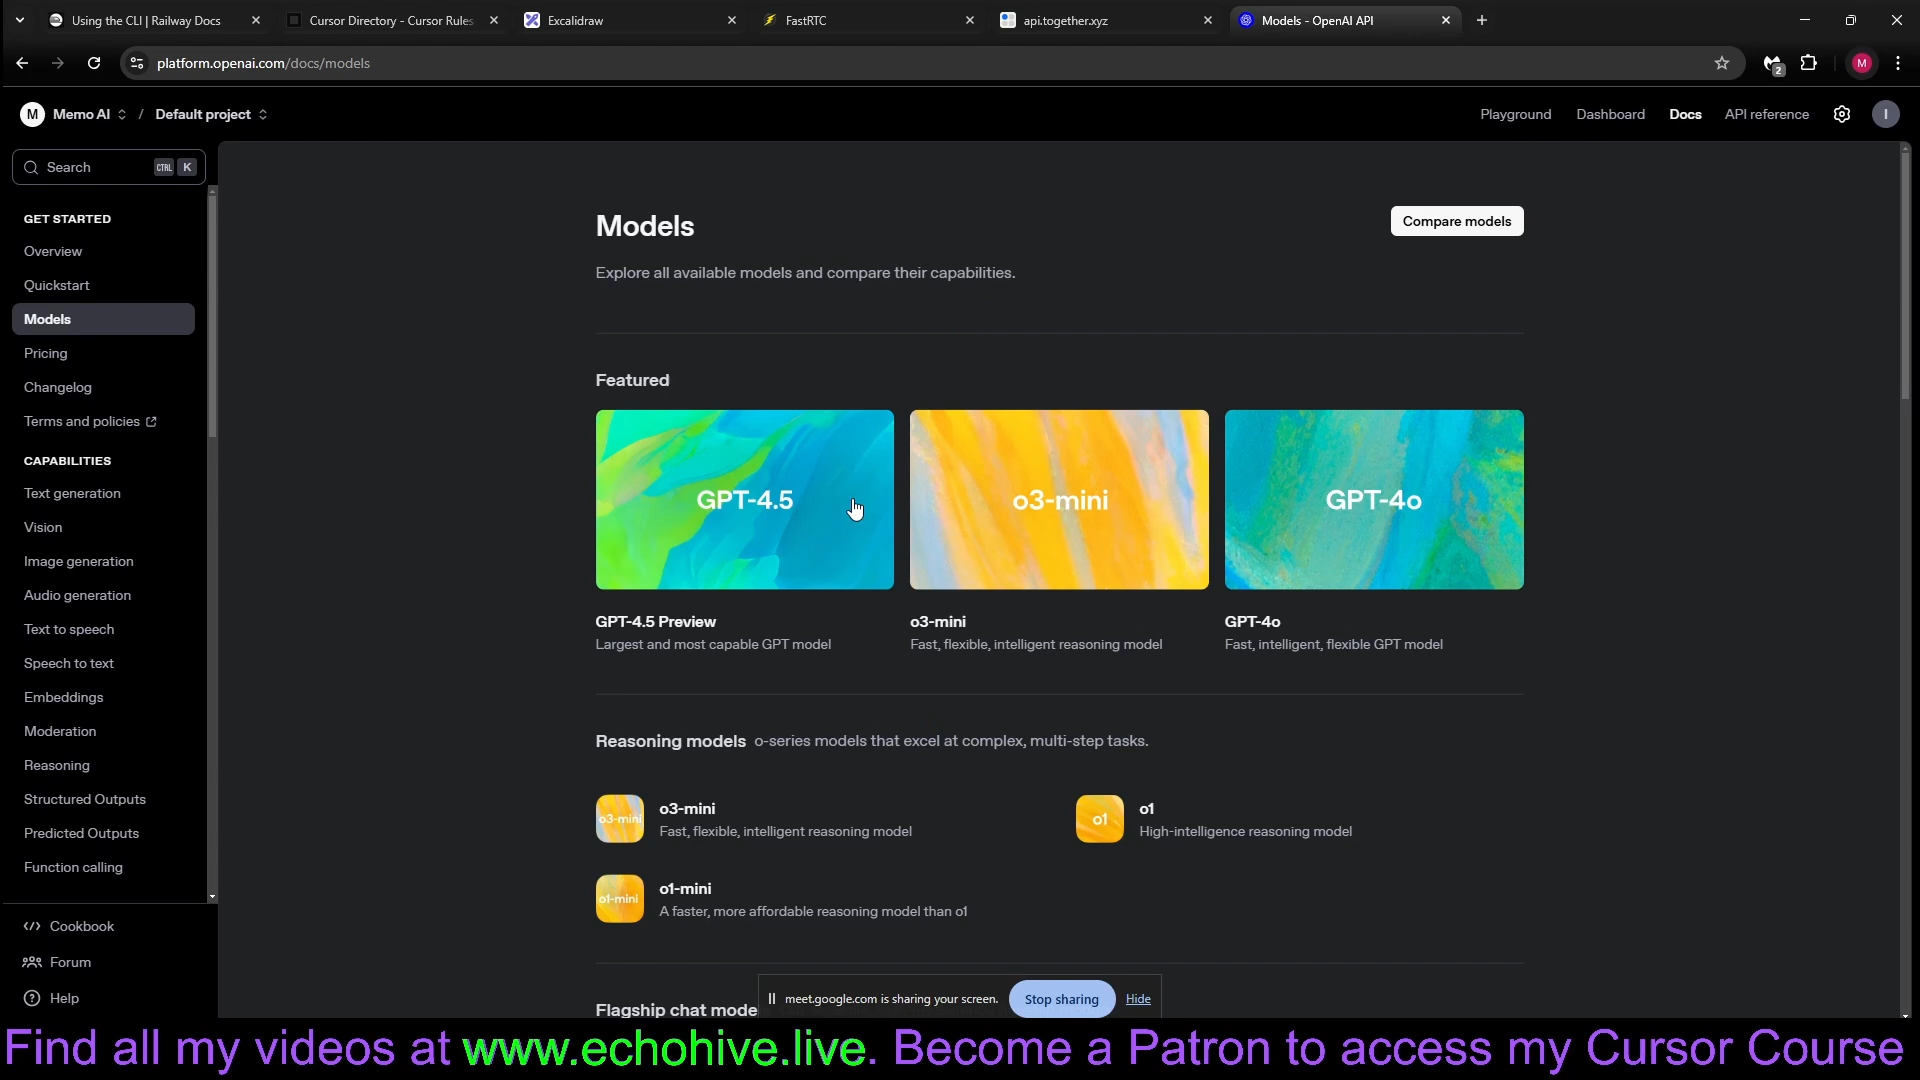 Using the CLI | Railway Docs
Cursor Directory - Cursor Rules
Excalidraw
FastRTC
api.together.xyz
Models - OpenAI API
platform.openai.com/docs/models
2
M
M Memo AI / Default project
Playground
Dashboard
Docs
API reference
I
Search CTRL K
GET STARTED
Overview
Quickstart
Models
Pricing
Changelog
Terms and policies
CAPABILITIES
Text generation
Vision
Image generation
Audio generation
Text to speech
Speech to text
Embeddings
Moderation
Reasoning
Structured Outputs
Predicted Outputs
Function calling
Cookbook
Forum
Help
Models
Compare models
Explore all available models and compare their capabilities.
Featured
GPT-4.5
o3-mini
GPT-4o
GPT-4.5 Preview
Largest and most capable GPT model
o3-mini
Fast, flexible, intelligent reasoning model
GPT-4o
Fast, intelligent, flexible GPT model
Reasoning models o-series models that excel at complex, multi-step tasks.
o3-mini
o3-mini
Fast, flexible, intelligent reasoning model
o1
o1
High-intelligence reasoning model
o1-mini
o1-mini
A faster, more affordable reasoning model than o1
Flagship chat mode
meet.google.com is sharing your screen.
Stop sharing
Hide
Find all my videos at www.echohive.live. Become a Patron to access my Cursor Course